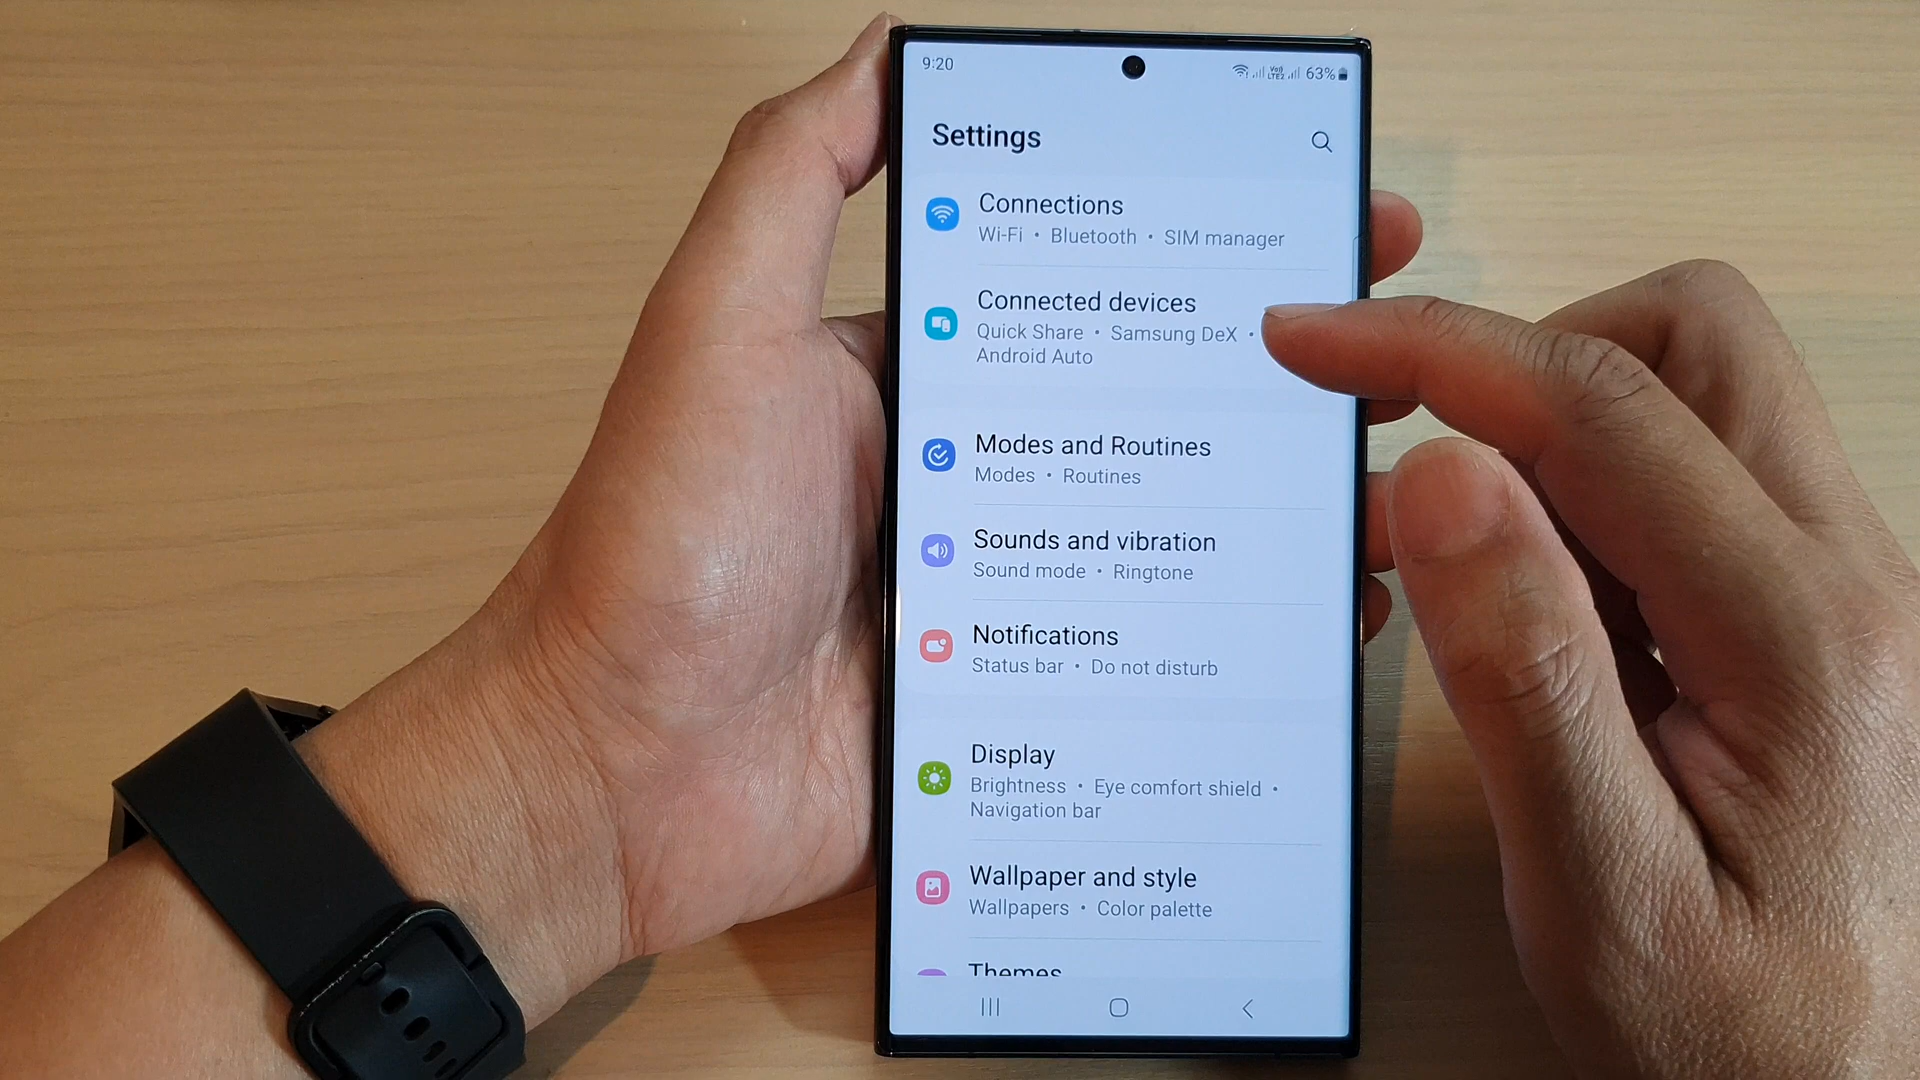 9:20
63%
Settings
Connections
Wi-Fi • Bluetooth • SIM manager
Connected devices
Quick Share • Samsung DeX •
Android Auto
Modes and Routines
Modes • Routines
Sounds and vibration
Sound mode • Ringtone
Notifications
Status bar • Do not disturb
Display
Brightness • Eye comfort shield •
Navigation bar
Wallpaper and style
Wallpapers • Color palette
Themes